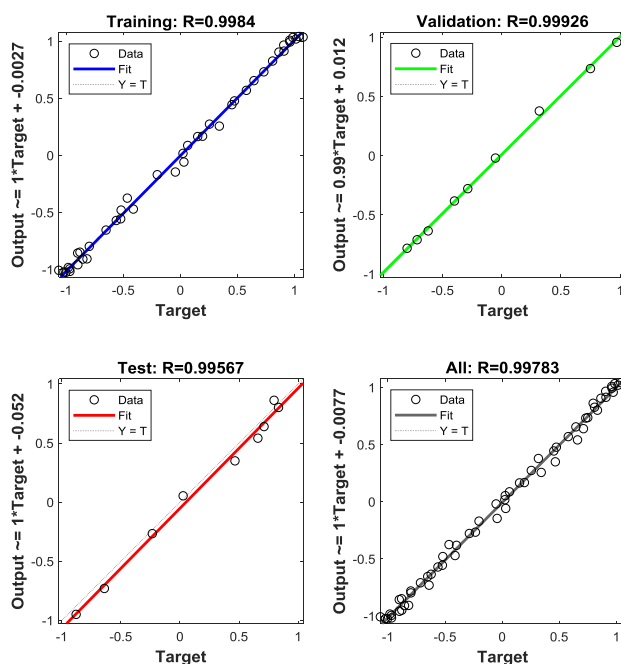 Training: R=0.9984
Data
Fit
Y = T
Output ~= 1*Target + -0.0027
1
0.5
0
-0.5
-1
-1
-0.5
0
0.5
1
Target
Validation: R=0.99926
Data
Fit
Y = T
Output ~= 0.99*Target + 0.012
1
0.5
0
-0.5
-1
-1
-0.5
0
0.5
1
Target
Test: R=0.99567
Data
Fit
Y = T
Output ~= 1*Target + -0.052
1
0.5
0
-0.5
-1
-1
-0.5
0
0.5
1
Target
All: R=0.99783
Data
Fit
Y = T
Output ~= 1*Target + -0.0077
1
0.5
0
-0.5
-1
-1
-0.5
0
0.5
1
Target